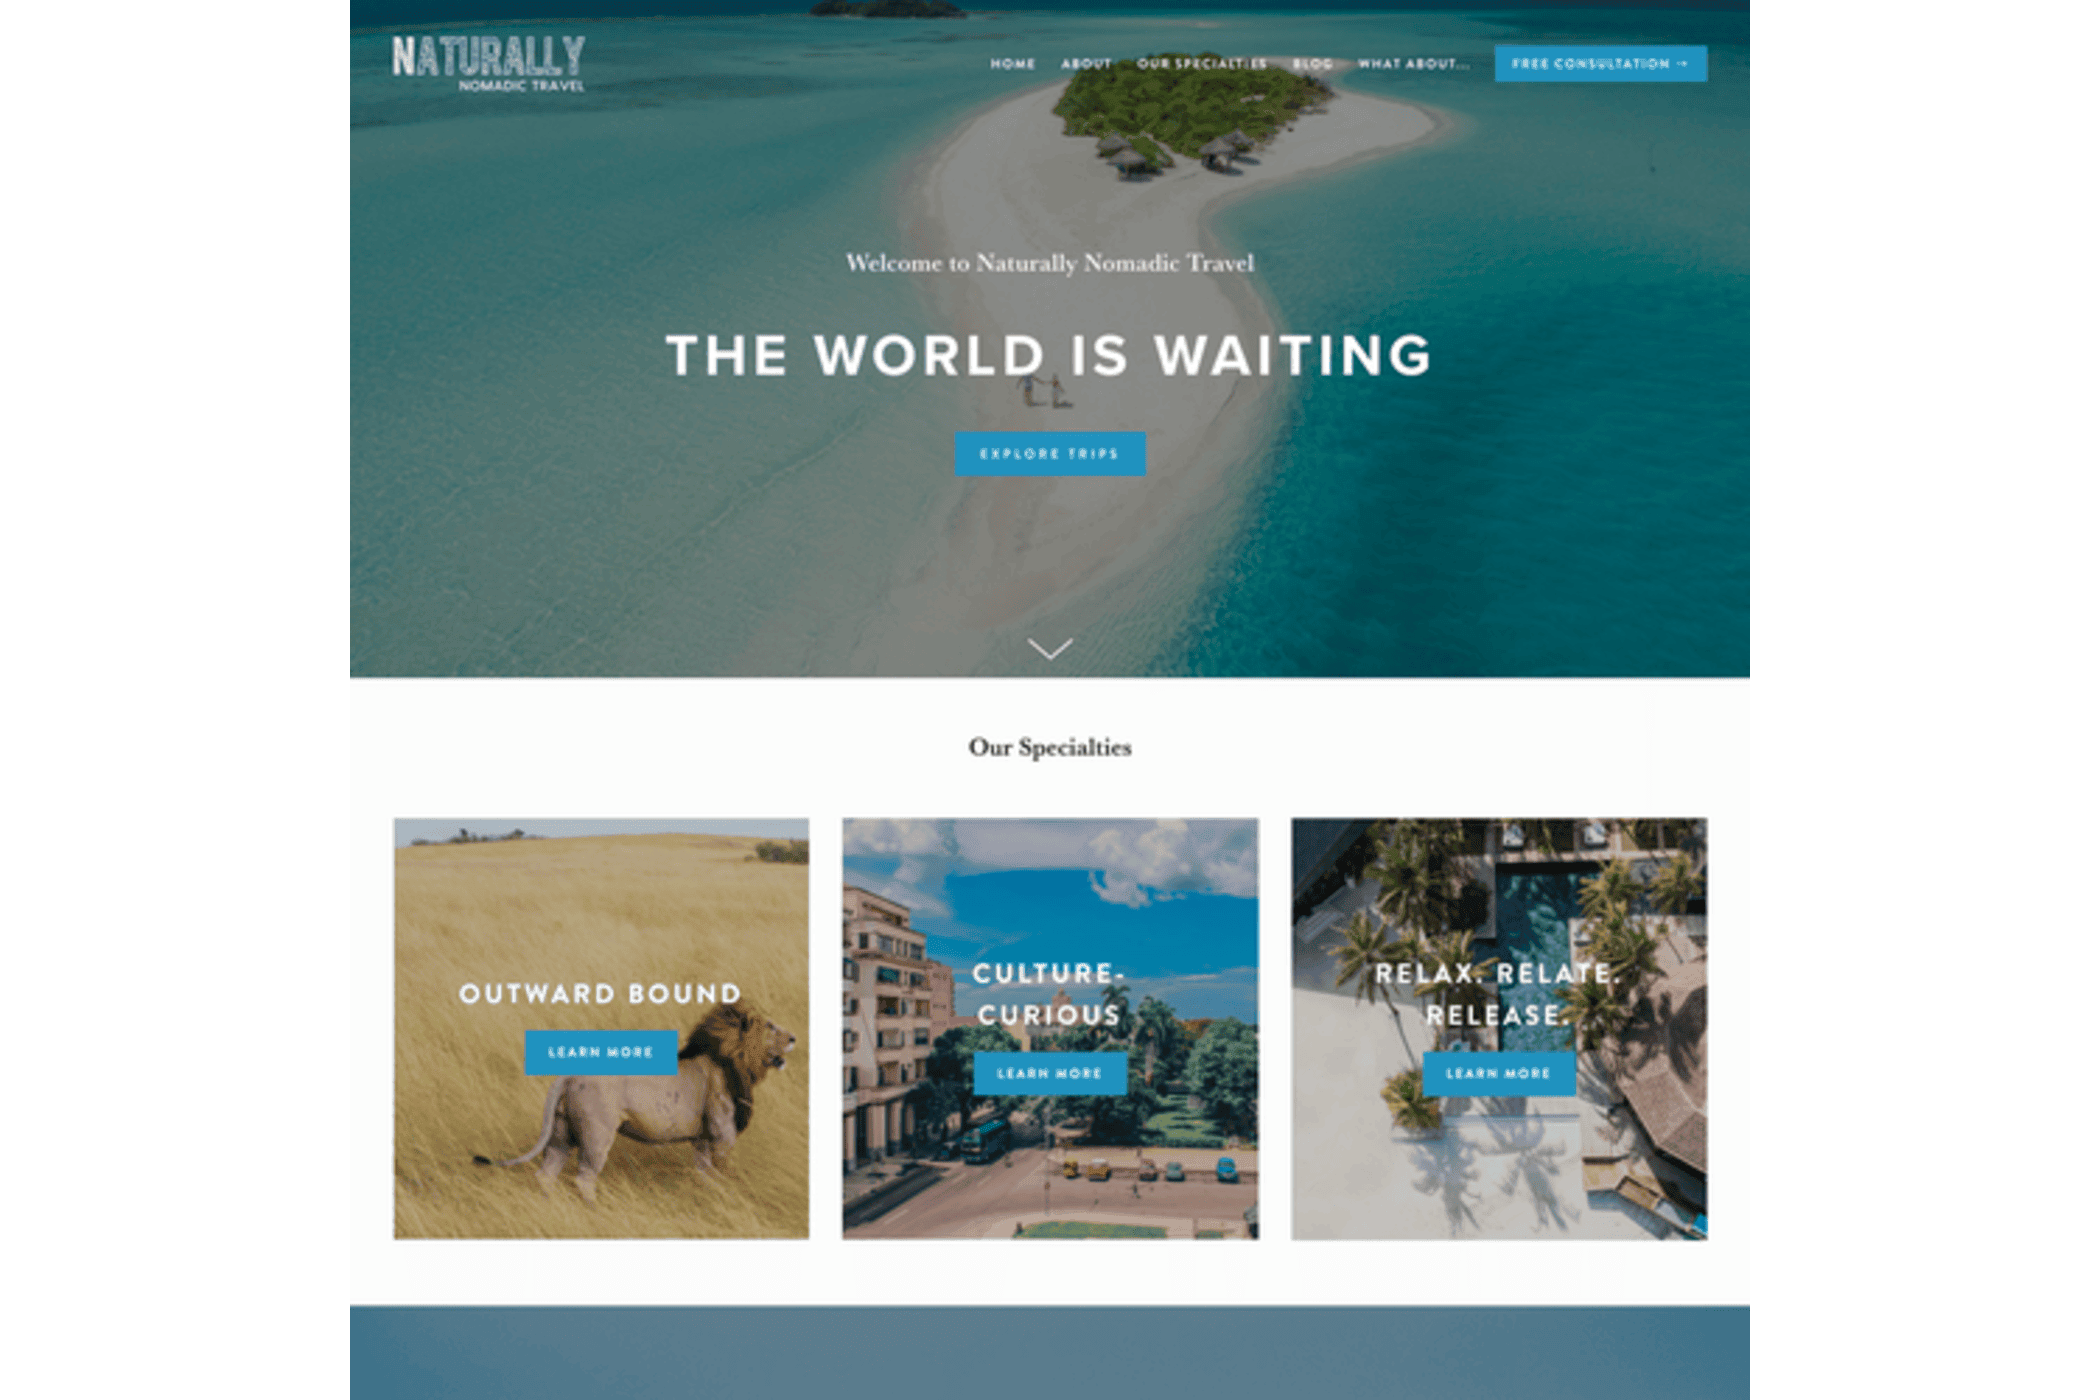 NATURALLY
NOMADIC TRAVEL
HOME ABOUT OUR SPECIALTIES BLOG WHAT ABOUT... FREE CONSULTATION →
Welcome to Naturally Nomadic Travel
THE WORLD IS WAITING
EXPLORE TRIPS
Our Specialties
OUTWARD BOUND
LEARN MORE
CULTURE-
CURIOUS
LEARN MORE
RELAX. RELATE.
RELEASE.
LEARN MORE